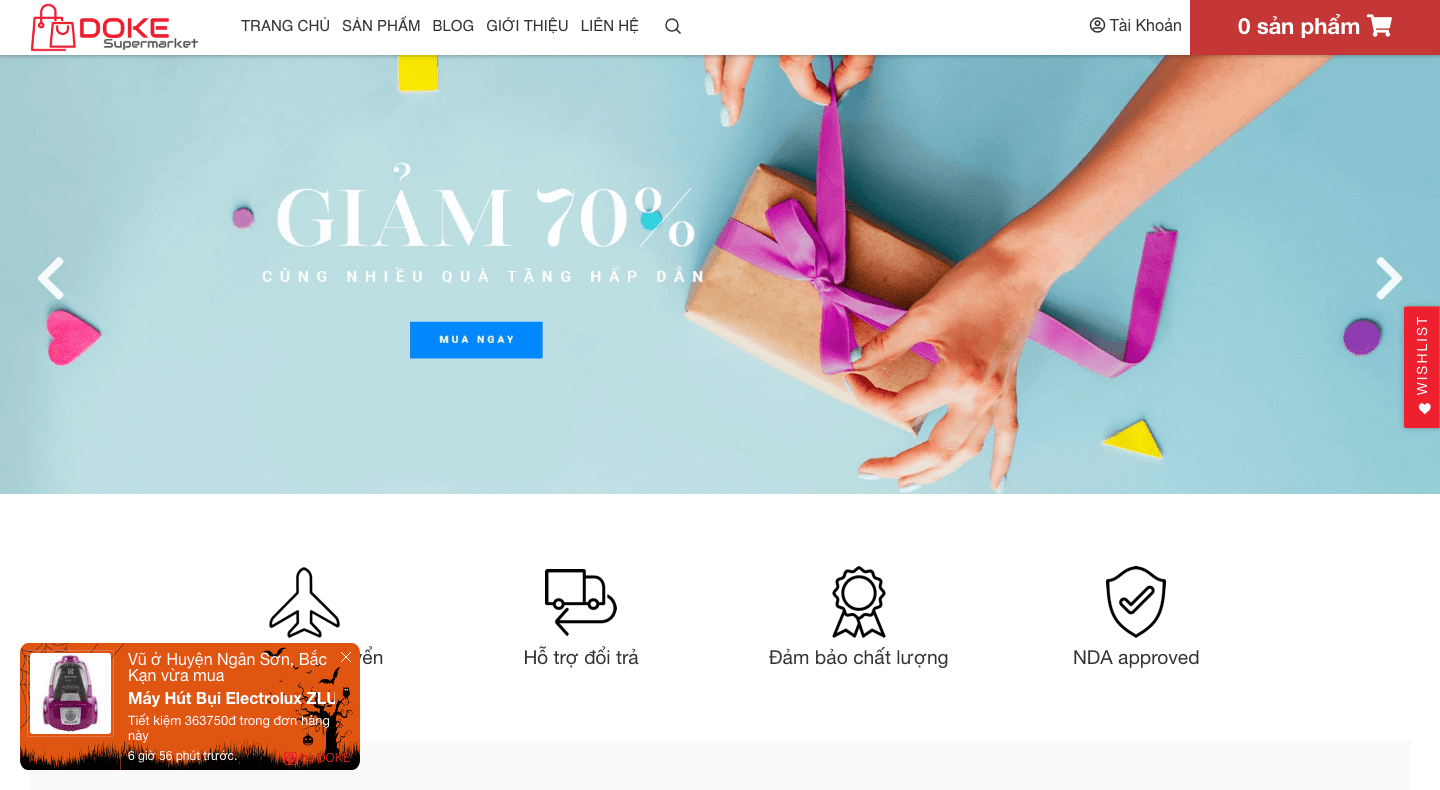 DOKE
Supermarket
TRANG CHỦ SẢN PHẨM BLOG GIỚI THIỆU LIÊN HỆ
Tài Khoản
0 sản phẩm
GIẢM 70%
CÙNG NHIỀU QUÀ TẶNG HẤP DẪN
MUA NGAY
WISHLIST
Hỗ trợ đổi trả
Đảm bảo chất lượng
NDA approved
Vũ ở Huyện Ngân Sơn, Bắc
Kạn vừa mua
Máy Hút Bụi Electrolux ZLU
Tiết kiệm 363750đ trong đơn hàng
này
6 giờ 56 phút trước.
DOKE